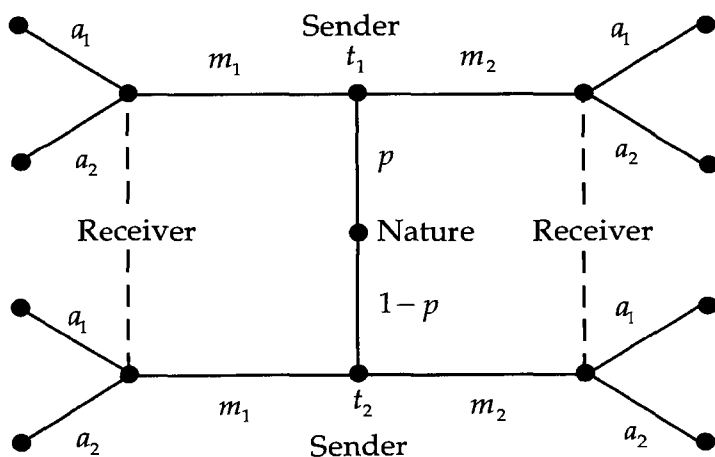 Sender
a₁ m₁ t₁ m₂ a₁
a₂ p a₂
Receiver Nature Receiver
a₁ 1−p a₁
a₂ m₁ t₂ m₂ a₂
Sender